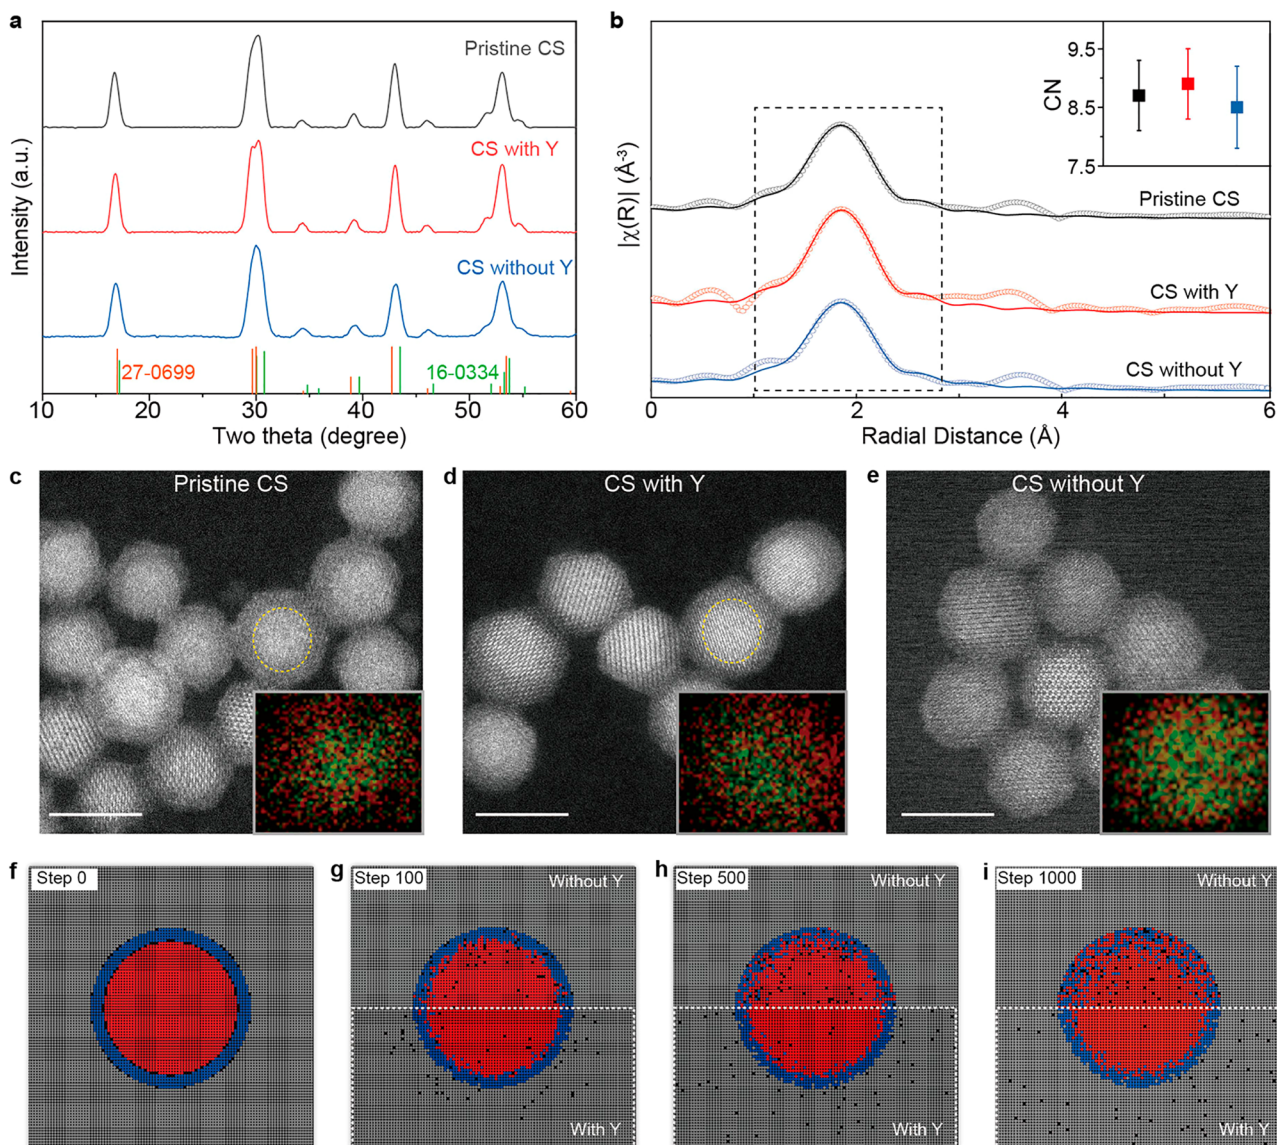 a
Pristine CS
CS with Y
CS without Y
27-0699
16-0334
Intensity (a.u.)
10 20 30 40 50 60
Two theta (degree)
b
9.5
8.5
7.5
CN
Pristine CS
CS with Y
CS without Y
|χ(R)| (Å⁻³)
0 2 4 6
Radial Distance (Å)
c
Pristine CS
d
CS with Y
e
CS without Y
f
Step 0
g
Step 100
Without Y
With Y
h
Step 500
Without Y
With Y
i
Step 1000
Without Y
With Y